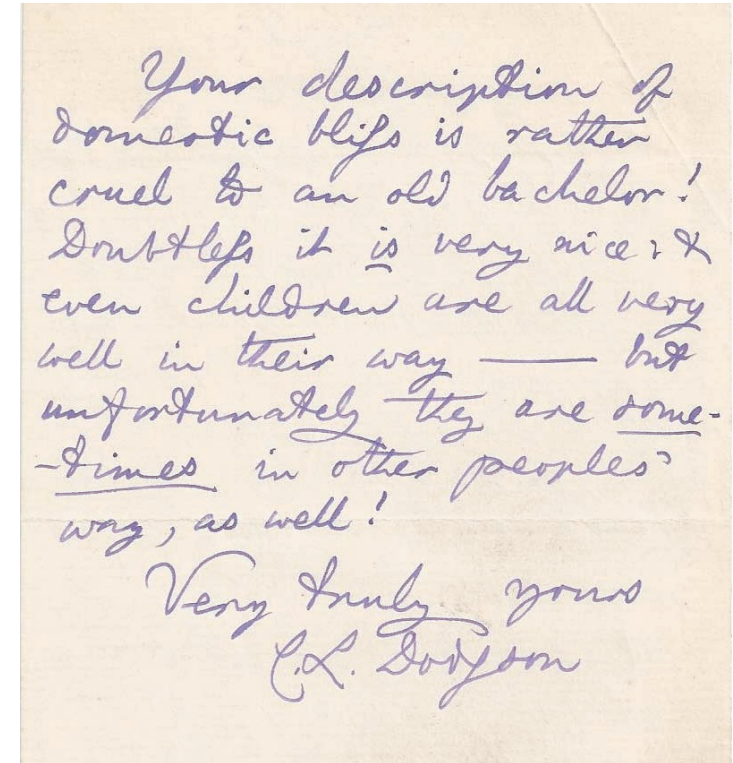 Your description of
domestic bliſs is rather
cruel to an old bachelor!
Doubtleſs it is very nice: &
even children are all very
well in their way —— but
unfortunately they are some-
-times in other peoples'
way, as well!
Very truly yours
C. L. Dodgson